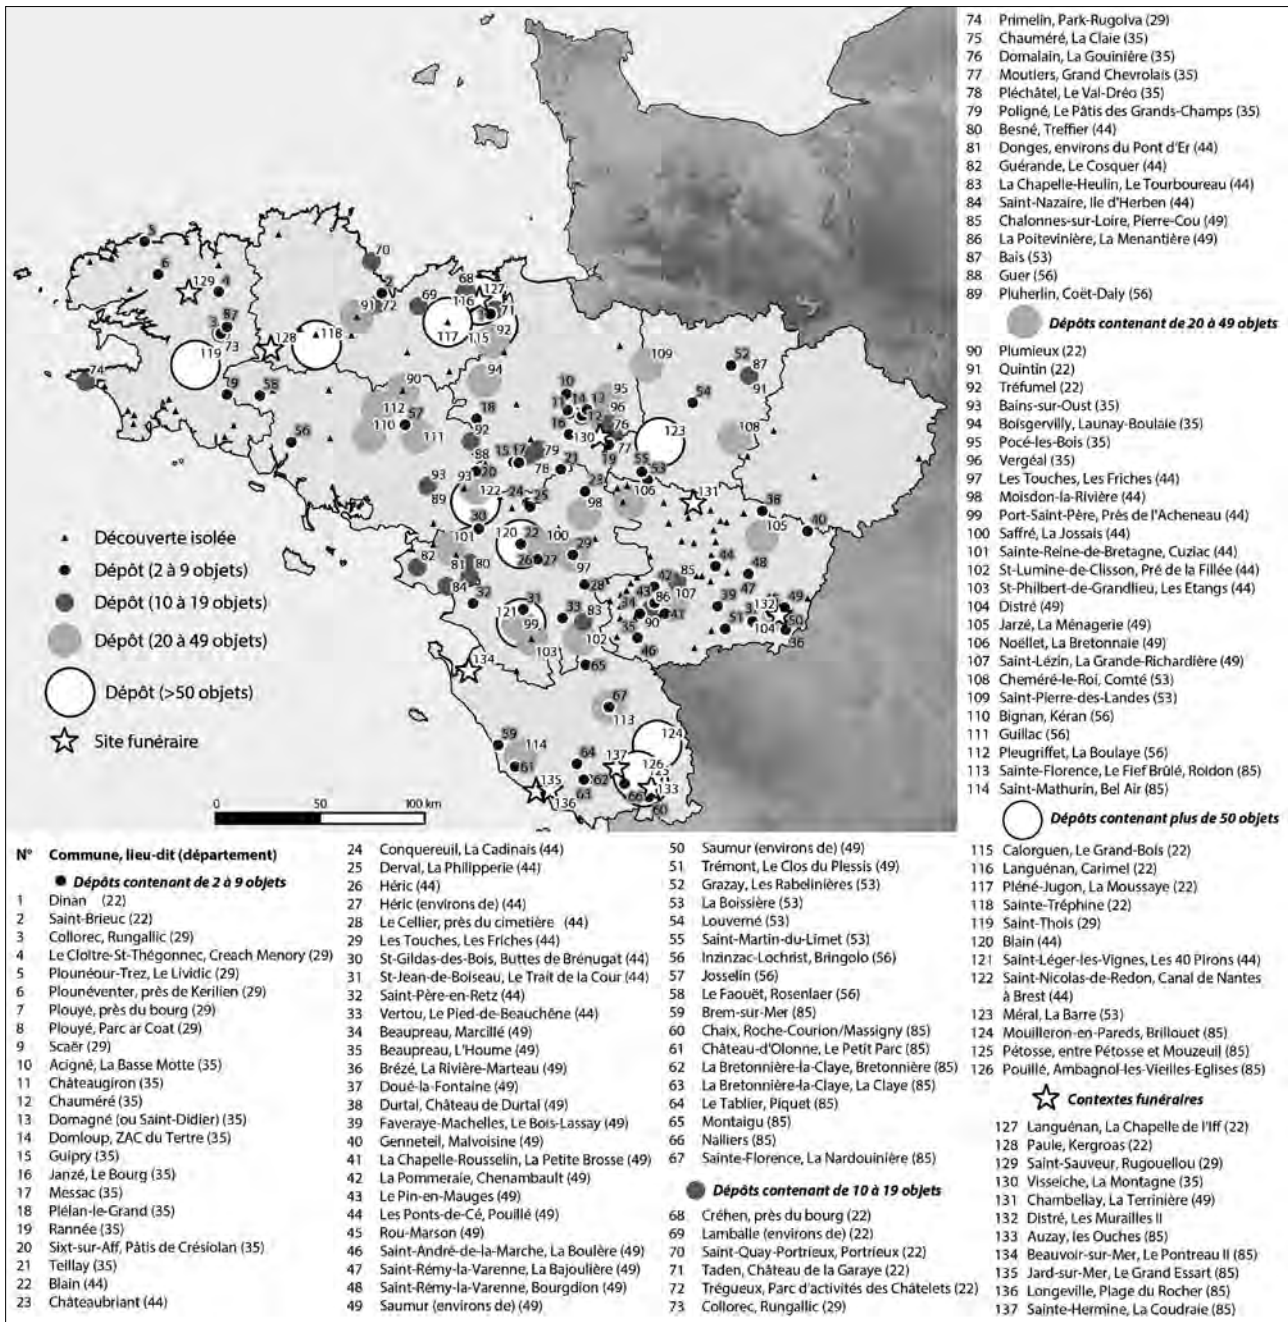 Découverte isolée
Dépôt (2 à 9 objets)
Dépôt (10 à 19 objets)
Dépôt (20 à 49 objets)
Dépôt (>50 objets)
Site funéraire
0 50 100 km
N° Commune, lieu-dit (département)
Dépôts contenant de 2 à 9 objets
1 Dinan (22)
2 Saint-Brieuc (22)
3 Collorec, Rungallic (29)
4 Le Cloître-St-Thégonnec, Creach Menory (29)
5 Plounéour-Trez, Le Lividic (29)
6 Plounéventer, près de Kerilien (29)
7 Plouyé, près du bourg (29)
8 Plouyé, Parc ar Coat (29)
9 Scaër (29)
10 Acigné, La Basse Motte (35)
11 Châteaugiron (35)
12 Chauméré (35)
13 Domagné (ou Saint-Didier) (35)
14 Domloup, ZAC du Tertre (35)
15 Guipry (35)
16 Janzé, Le Bourg (35)
17 Messac (35)
18 Plélan-le-Grand (35)
19 Rannée (35)
20 Sixt-sur-Aff, Pâtis de Crésiolan (35)
21 Teillay (35)
22 Blain (44)
23 Châteaubriant (44)
24 Conquereuil, La Cadinais (44)
25 Derval, La Philipperie (44)
26 Héric (44)
27 Héric (environs de) (44)
28 Le Cellier, près du cimetière (44)
29 Les Touches, Les Friches (44)
30 St-Gildas-des-Bois, Buttes de Brénugat (44)
31 St-Jean-de-Boiseau, Le Trait de la Cour (44)
32 Saint-Père-en-Retz (44)
33 Vertou, Le Pied-de-Beauchêne (44)
34 Beaupreau, Marcillé (49)
35 Beaupreau, L'Houme (49)
36 Brézé, La Rivière-Marteau (49)
37 Doué-la-Fontaine (49)
38 Durtal, Château de Durtal (49)
39 Faveraye-Machelles, Le Bois-Lassay (49)
40 Genneteil, Malvoisine (49)
41 La Chapelle-Rousselin, La Petite Brosse (49)
42 La Pommeraie, Chenambault (49)
43 Le Pin-en-Mauges (49)
44 Les Ponts-de-Cé, Pouillé (49)
45 Rou-Marson (49)
46 Saint-André-de-la-Marche, La Boulère (49)
47 Saint-Rémy-la-Varenne, La Bajoulière (49)
48 Saint-Rémy-la-Varenne, Bourgdion (49)
49 Saumur (environs de) (49)
50 Saumur (environs de) (49)
51 Trémont, Le Clos du Plessis (49)
52 Grazay, Les Rabelinières (53)
53 La Boissière (53)
54 Louverné (53)
55 Saint-Martin-du-Limet (53)
56 Inzinzac-Lochrist, Bringolo (56)
57 Josselin (56)
58 Le Faouët, Rosenlaer (56)
59 Brem-sur-Mer (85)
60 Chaix, Roche-Courion/Massigny (85)
61 Château-d'Olonne, Le Petit Parc (85)
62 La Bretonnière-la-Claye, Bretonnière (85)
63 La Bretonnière-la-Claye, La Claye (85)
64 Le Tablier, Piquet (85)
65 Montaigu (85)
66 Nalliers (85)
67 Sainte-Florence, La Nardouinière (85)
Dépôts contenant de 10 à 19 objets
68 Créhen, près du bourg (22)
69 Lamballe (environs de) (22)
70 Saint-Quay-Portrieux, Portrieux (22)
71 Taden, Château de la Garaye (22)
72 Trégueux, Parc d'activités des Châtelets (22)
73 Collorec, Rungallic (29)
74 Primelin, Park-Rugolva (29)
75 Chauméré, La Claie (35)
76 Domalain, La Gouinière (35)
77 Moutiers, Grand Chevrolais (35)
78 Pléchâtel, Le Val-Dréo (35)
79 Poligné, Le Pâtis des Grands-Champs (35)
80 Besné, Treffier (44)
81 Donges, environs du Pont d'Er (44)
82 Guérande, Le Cosquer (44)
83 La Chapelle-Heulin, Le Tourboureau (44)
84 Saint-Nazaire, Ile d'Herben (44)
85 Chalonnes-sur-Loire, Pierre-Cou (49)
86 La Poitevinière, La Menantière (49)
87 Bais (53)
88 Guer (56)
89 Pluherlin, Coët-Daly (56)
Dépôts contenant de 20 à 49 objets
90 Plumieux (22)
91 Quintin (22)
92 Tréfumel (22)
93 Bains-sur-Oust (35)
94 Boisgervilly, Launay-Boulaie (35)
95 Pocé-les-Bois (35)
96 Vergéal (35)
97 Les Touches, Les Friches (44)
98 Moisdon-la-Rivière (44)
99 Port-Saint-Père, Près de l'Acheneau (44)
100 Saffré, La Jossais (44)
101 Sainte-Reine-de-Bretagne, Cuziac (44)
102 St-Lumine-de-Clisson, Pré de la Fillée (44)
103 St-Philbert-de-Grandlieu, Les Etangs (44)
104 Distré (49)
105 Jarzé, La Ménagerie (49)
106 Noëllet, La Bretonnaie (49)
107 Saint-Lézin, La Grande-Richardière (49)
108 Cheméré-le-Roi, Comté (53)
109 Saint-Pierre-des-Landes (53)
110 Bignan, Kéran (56)
111 Guillac (56)
112 Pleugriffet, La Boulaye (56)
113 Sainte-Florence, Le Fief Brûlé, Roidon (85)
114 Saint-Mathurin, Bel Air (85)
Dépôts contenant plus de 50 objets
115 Calorguen, Le Grand-Bois (22)
116 Languénan, Carimel (22)
117 Pléné-Jugon, La Moussaye (22)
118 Sainte-Tréphine (22)
119 Saint-Thois (29)
120 Blain (44)
121 Saint-Léger-les-Vignes, Les 40 Pirons (44)
122 Saint-Nicolas-de-Redon, Canal de Nantes
à Brest (44)
123 Méral, La Barre (53)
124 Mouilleron-en-Pareds, Brillouet (85)
125 Pétosse, entre Pétosse et Mouzeuil (85)
126 Pouillé, Ambagnol-les-Vieilles-Eglises (85)
Contextes funéraires
127 Languénan, La Chapelle de l'Iff (22)
128 Paule, Kergroas (22)
129 Saint-Sauveur, Rugouellou (29)
130 Visseiche, La Montagne (35)
131 Chambellay, La Terrinière (49)
132 Distré, Les Murailles II
133 Auzay, les Ouches (85)
134 Beauvoir-sur-Mer, Le Pontreau II (85)
135 Jard-sur-Mer, Le Grand Essart (85)
136 Longeville, Plage du Rocher (85)
137 Sainte-Hermine, La Coudraie (85)